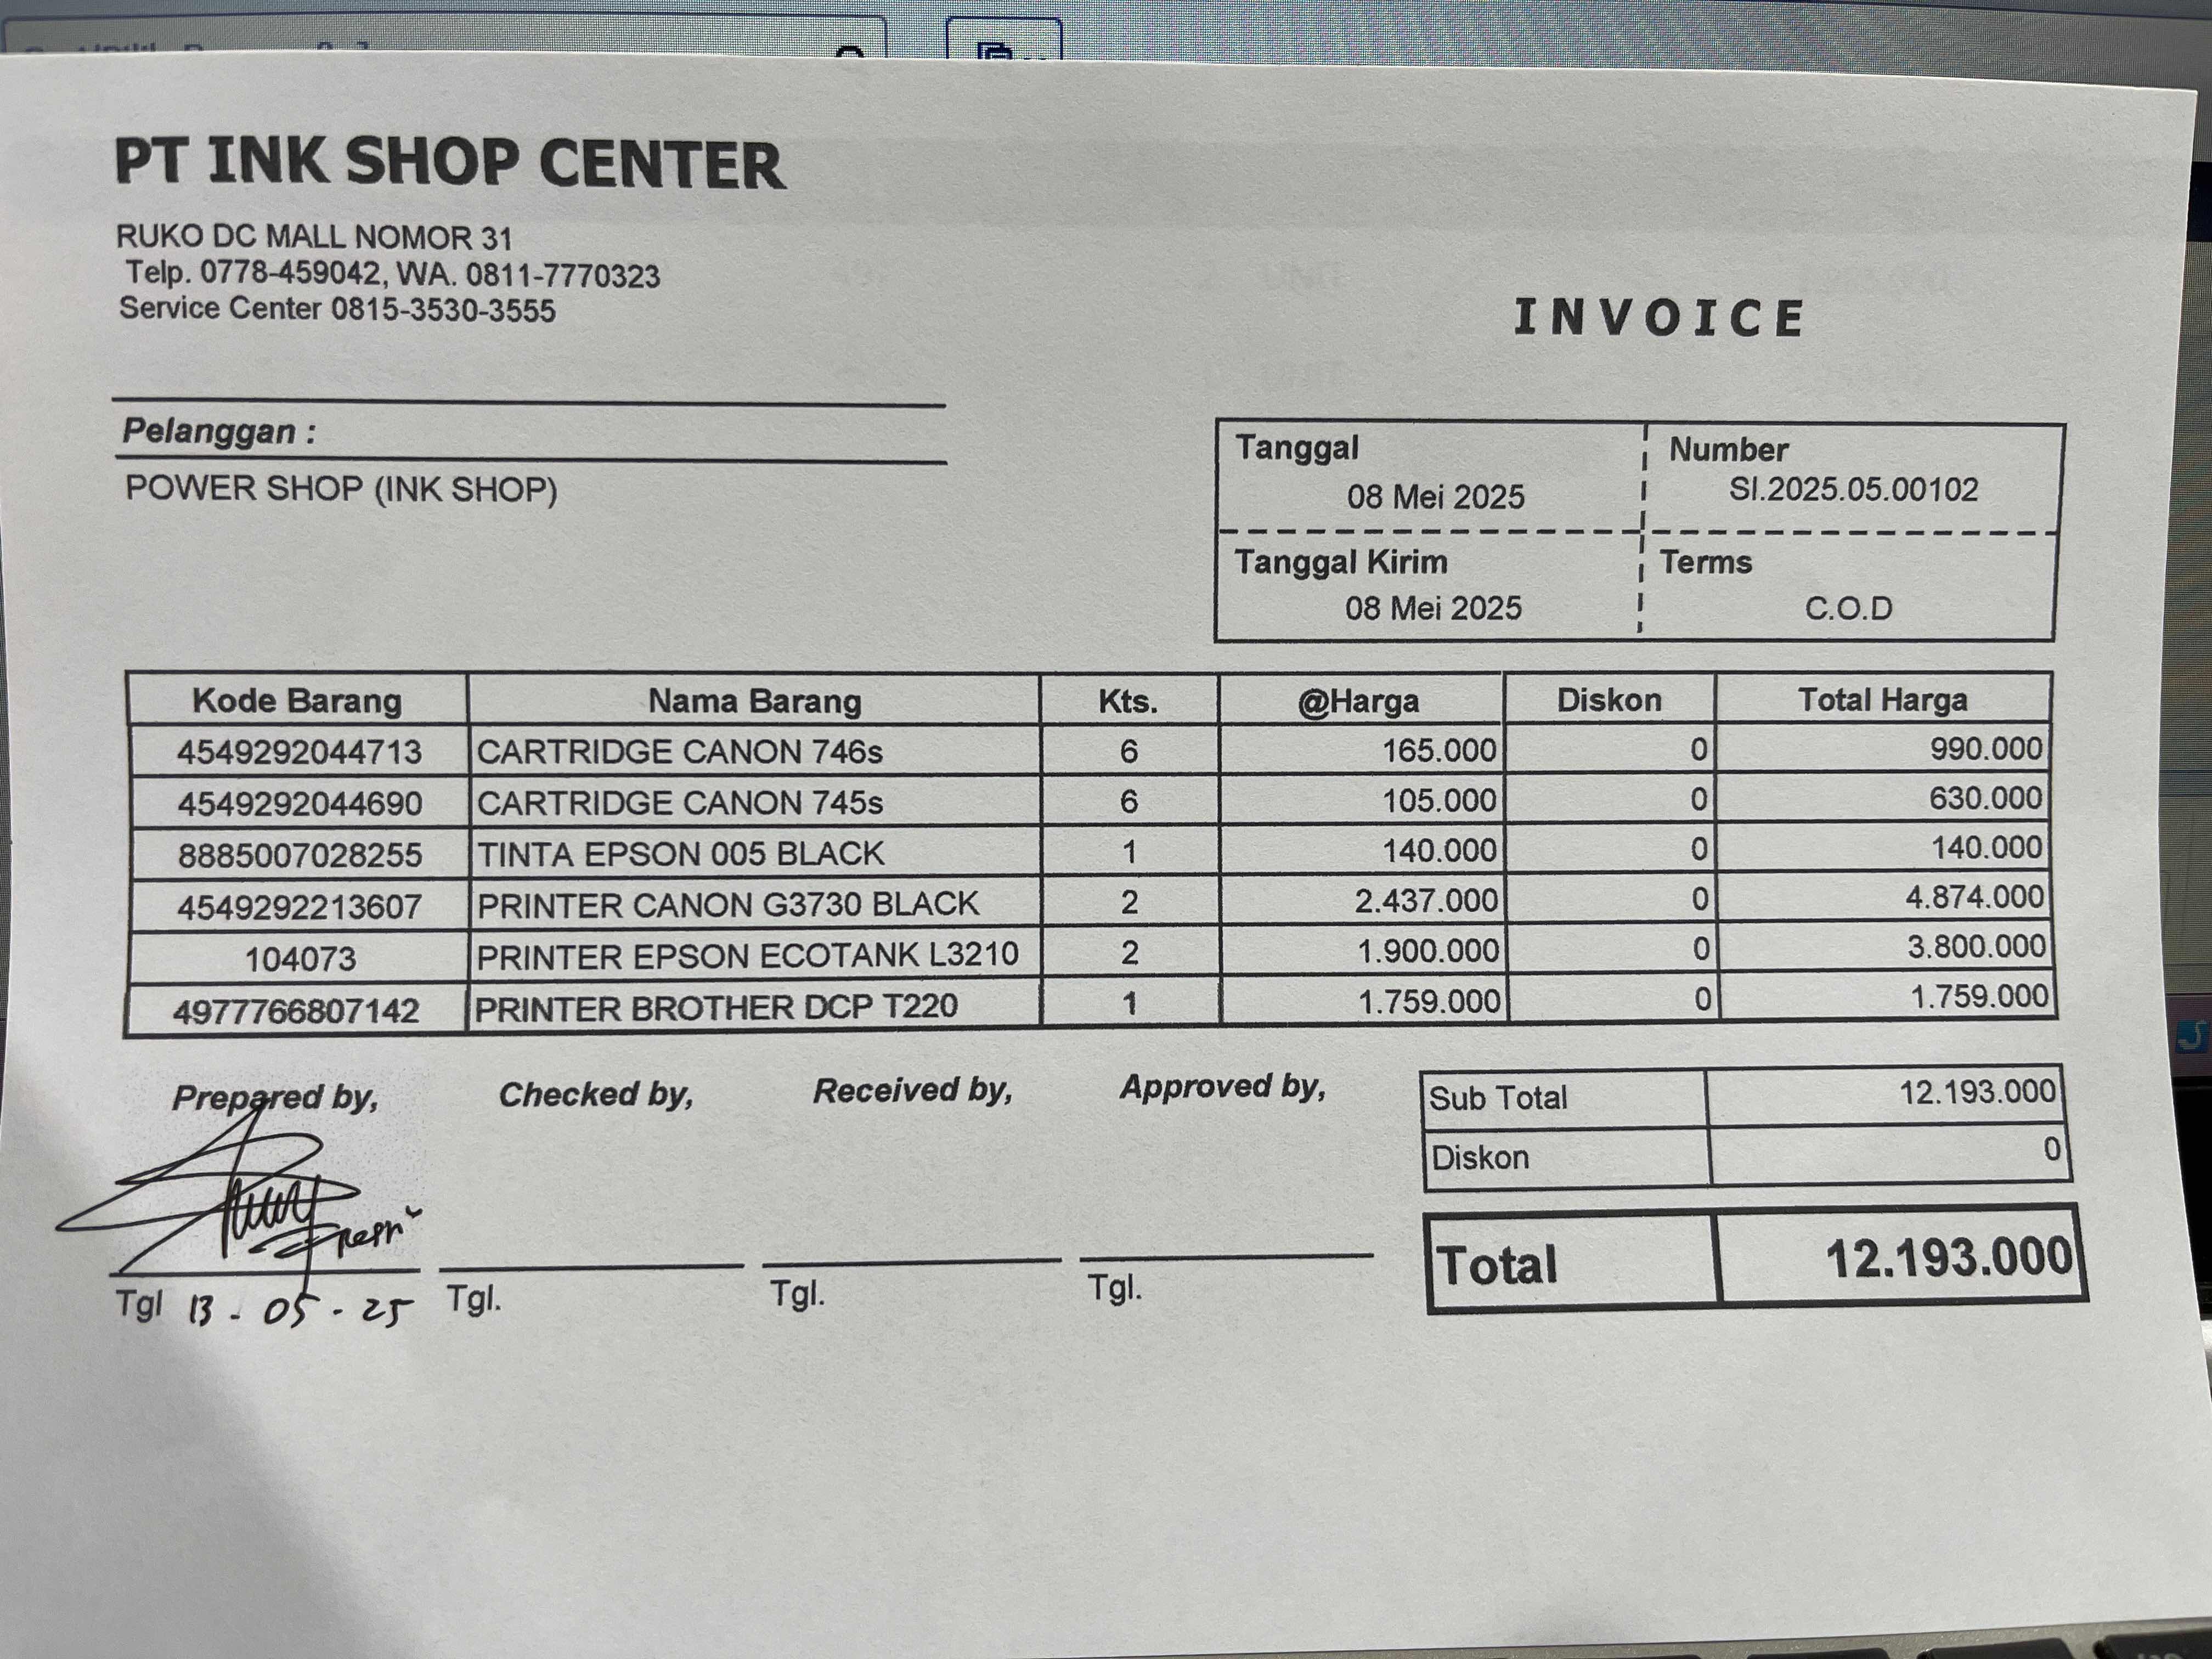 PT INK SHOP CENTER
RUKO DC MALL NOMOR 31
Telp. 0778-459042, WA. 0811-7770323
Service Center 0815-3530-3555
INVOICE
Pelanggan :
POWER SHOP (INK SHOP)
Tanggal Number
08 Mei 2025 SI.2025.05.00102
Tanggal Kirim Terms
08 Mei 2025 C.O.D
Kode Barang Nama Barang Kts. @Harga Diskon Total Harga
4549292044713 CARTRIDGE CANON 746s 6 165.000 0 990.000
4549292044690 CARTRIDGE CANON 745s 6 105.000 0 630.000
8885007028255 TINTA EPSON 005 BLACK 1 140.000 0 140.000
4549292213607 PRINTER CANON G3730 BLACK 2 2.437.000 0 4.874.000
104073 PRINTER EPSON ECOTANK L3210 2 1.900.000 0 3.800.000
4977766807142 PRINTER BROTHER DCP T220 1 1.759.000 0 1.759.000
Prepared by, Checked by, Received by, Approved by,
Sub Total 12.193.000
Diskon 0
Total 12.193.000
Tgl 13 - 05 - 25 Tgl. Tgl. Tgl.